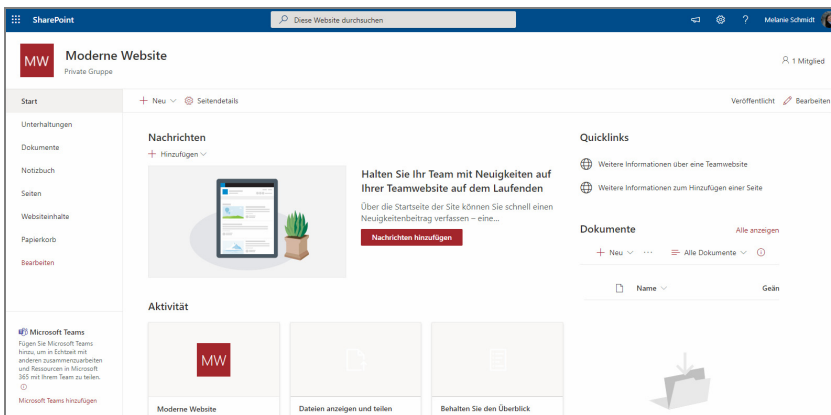 SharePoint
Diese Website durchsuchen
?
Melanie Schmidt
MW
Moderne Website
Private Gruppe
1 Mitglied
Start
Unterhaltungen
Dokumente
Notizbuch
Seiten
Websiteinhalte
Papierkorb
Bearbeiten
+ Neu
Seitendetails
Veröffentlicht
Bearbeiten
Nachrichten
+ Hinzufügen
Halten Sie Ihr Team mit Neuigkeiten auf
Ihrer Teamwebsite auf dem Laufenden
Über die Startseite der Site können Sie schnell einen
Neuigkeitenbeitrag verfassen – eine...
Nachrichten hinzufügen
Quicklinks
Weitere Informationen über eine Teamwebsite
Weitere Informationen zum Hinzufügen einer Seite
Dokumente
Alle anzeigen
+ Neu
...
Alle Dokumente
Name
Geän
Aktivität
MW
Moderne Website
Dateien anzeigen und teilen
Behalten Sie den Überblick
Microsoft Teams
Fügen Sie Microsoft Teams
hinzu, um in Echtzeit mit
anderen zusammenzuarbeiten
und Ressourcen in Microsoft
365 mit Ihrem Team zu teilen.
Microsoft Teams hinzufügen